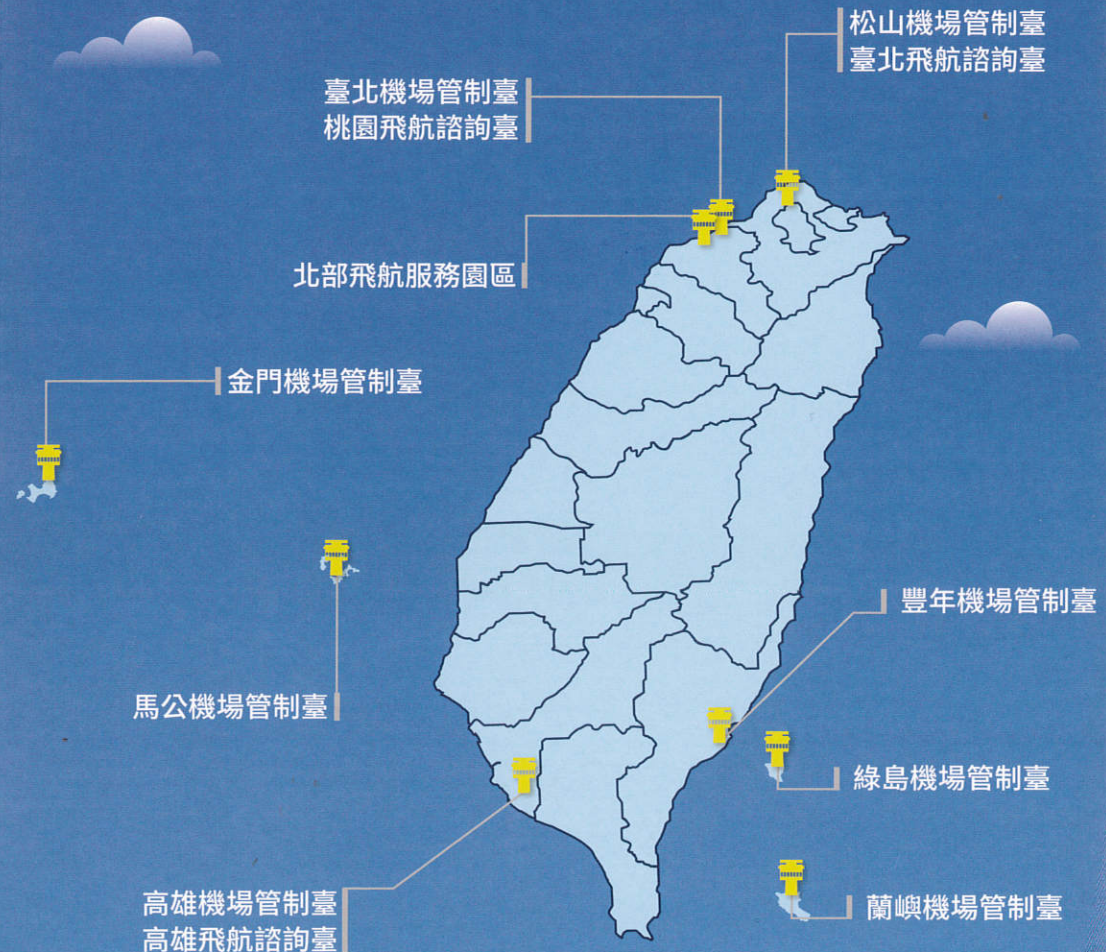 松山機場管制臺
臺北飛航諮詢臺
臺北機場管制臺
桃園飛航諮詢臺
北部飛航服務園區
金門機場管制臺
豐年機場管制臺
馬公機場管制臺
綠島機場管制臺
高雄機場管制臺
高雄飛航諮詢臺
蘭嶼機場管制臺